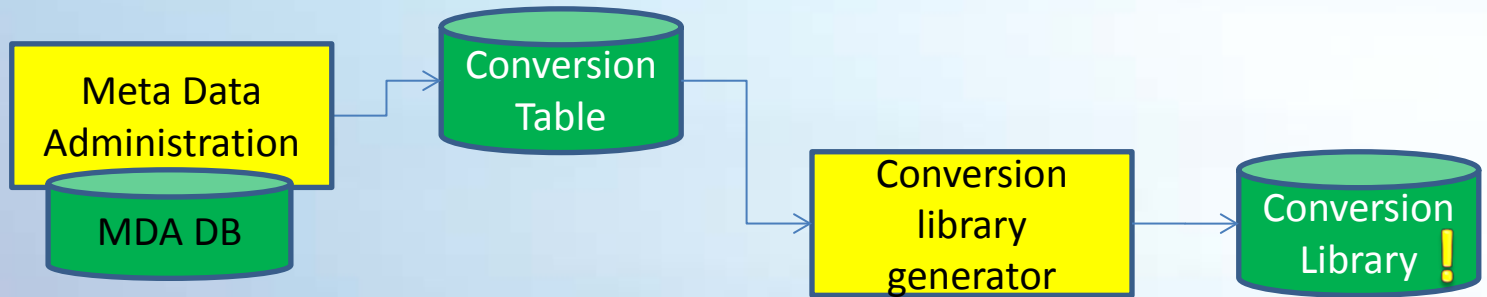 Meta Data
Administration
MDA DB
Conversion
Table
Conversion
library
generator
Conversion
Library !